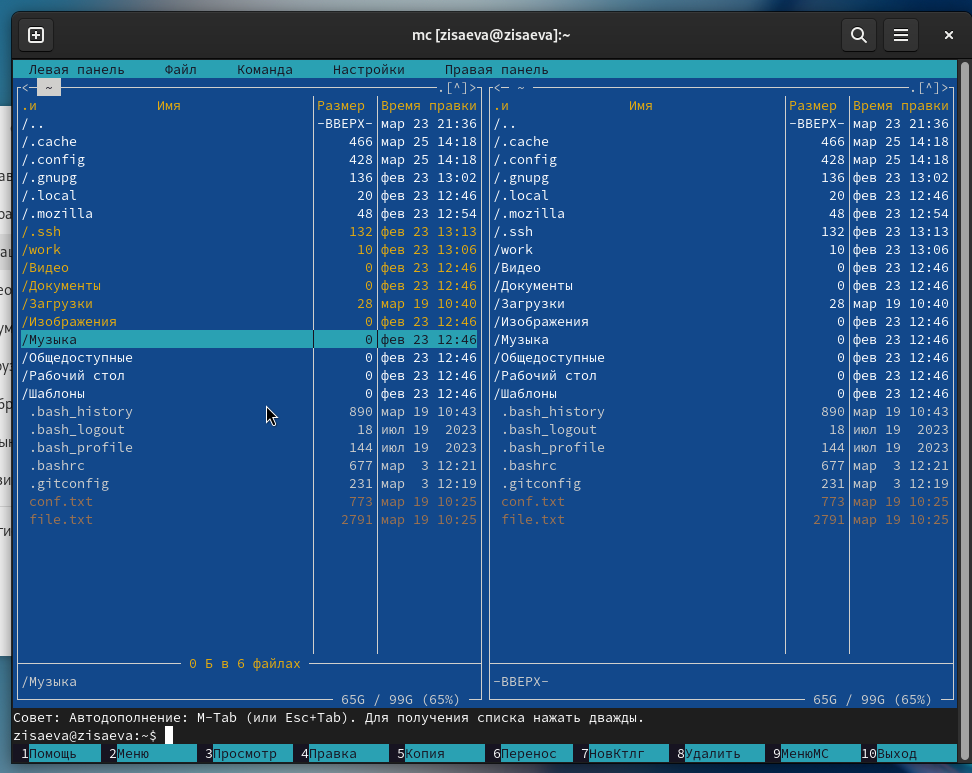 mc [zisaeva@zisaeva]:~
Левая панель Файл Команда Настройки Правая панель
<─ ~ .[^]> <─ ~ .[^]>
.и Имя Размер Время правки .и Имя Размер Время правки
/.. -ВВЕРХ- мар 23 21:36 /.. -ВВЕРХ- мар 23 21:36
/.cache 466 мар 25 14:18 /.cache 466 мар 25 14:18
/.config 428 мар 25 14:18 /.config 428 мар 25 14:18
/.gnupg 136 фев 23 13:02 /.gnupg 136 фев 23 13:02
/.local 20 фев 23 12:46 /.local 20 фев 23 12:46
/.mozilla 48 фев 23 12:54 /.mozilla 48 фев 23 12:54
/.ssh 132 фев 23 13:13 /.ssh 132 фев 23 13:13
/work 10 фев 23 13:06 /work 10 фев 23 13:06
/Видео 0 фев 23 12:46 /Видео 0 фев 23 12:46
/Документы 0 фев 23 12:46 /Документы 0 фев 23 12:46
/Загрузки 28 мар 19 10:40 /Загрузки 28 мар 19 10:40
/Изображения 0 фев 23 12:46 /Изображения 0 фев 23 12:46
/Музыка 0 фев 23 12:46 /Музыка 0 фев 23 12:46
/Общедоступные 0 фев 23 12:46 /Общедоступные 0 фев 23 12:46
/Рабочий стол 0 фев 23 12:46 /Рабочий стол 0 фев 23 12:46
/Шаблоны 0 фев 23 12:46 /Шаблоны 0 фев 23 12:46
.bash_history 890 мар 19 10:43 .bash_history 890 мар 19 10:43
.bash_logout 18 июл 19 2023 .bash_logout 18 июл 19 2023
.bash_profile 144 июл 19 2023 .bash_profile 144 июл 19 2023
.bashrc 677 мар 3 12:21 .bashrc 677 мар 3 12:21
.gitconfig 231 мар 3 12:19 .gitconfig 231 мар 3 12:19
conf.txt 773 мар 19 10:25 conf.txt 773 мар 19 10:25
file.txt 2791 мар 19 10:25 file.txt 2791 мар 19 10:25
0 Б в 6 файлах
/Музыка -ВВЕРХ-
65G / 99G (65%) 65G / 99G (65%)
Совет: Автодополнение: M-Tab (или Esc+Tab). Для получения списка нажать дважды.
zisaeva@zisaeva:~$
1Помощь 2Меню 3Просмотр 4Правка 5Копия 6Перенос 7НовКтлг 8Удалить 9МенюМС 10Выход